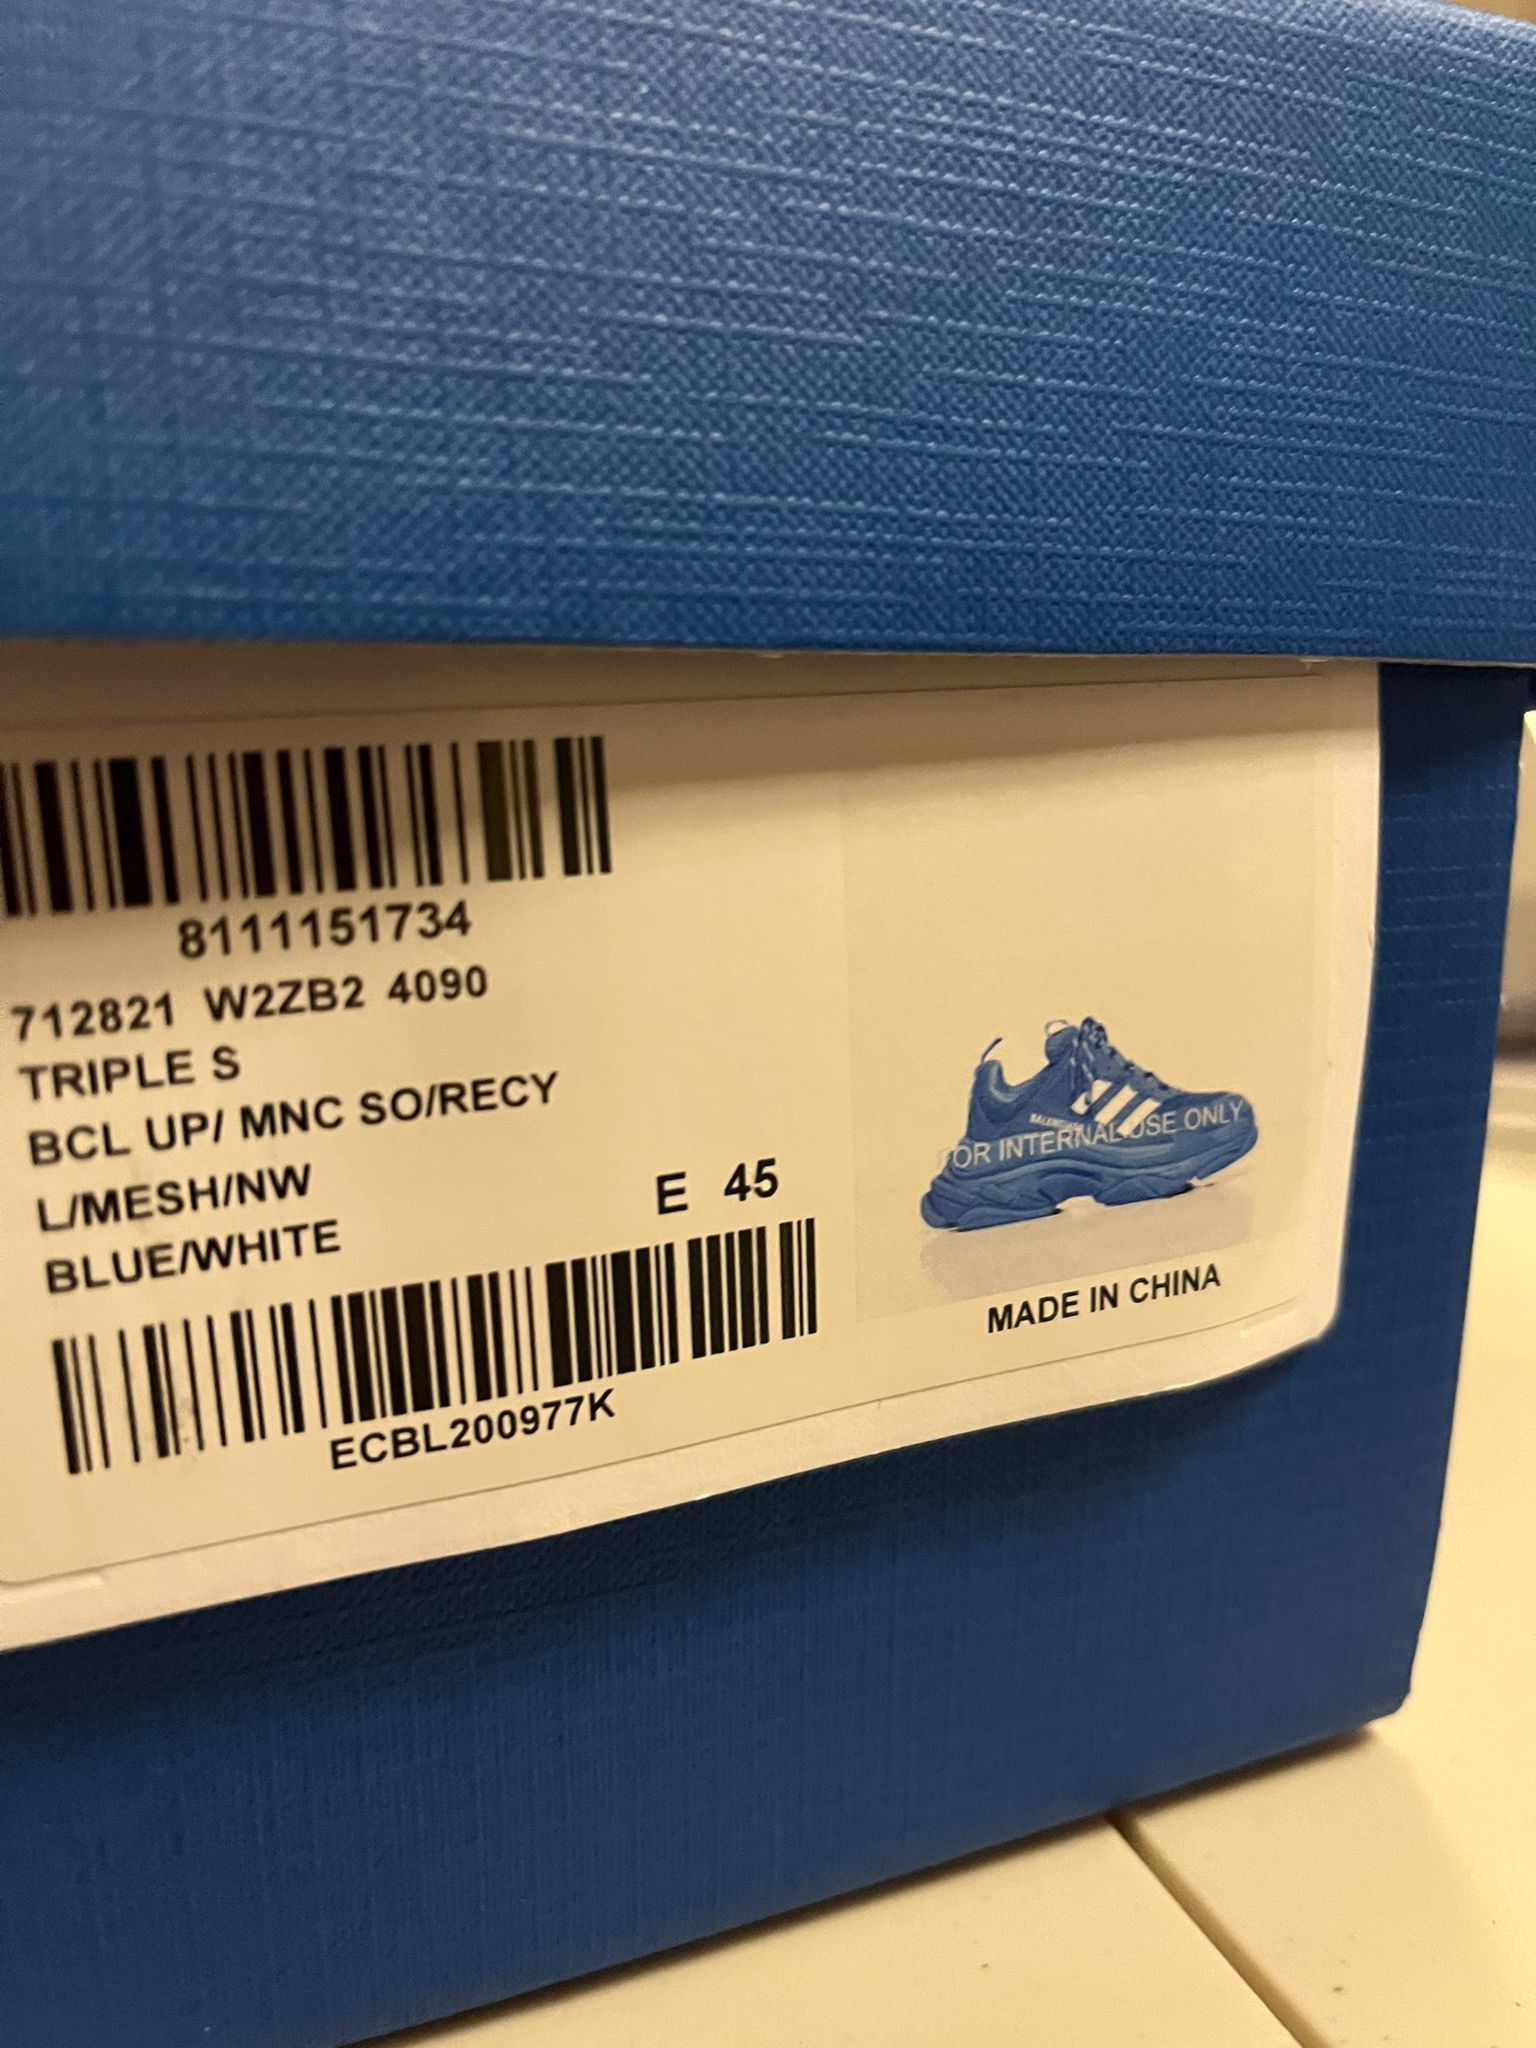 8111151734
712821 W2ZB2 4090
TRIPLE S
BCL UP/ MNC SO/RECY
L/MESH/NW
BLUE/WHITE
E 45
ECBL200977K
BALENCIAGA
FOR INTERNAL USE ONLY
MADE IN CHINA